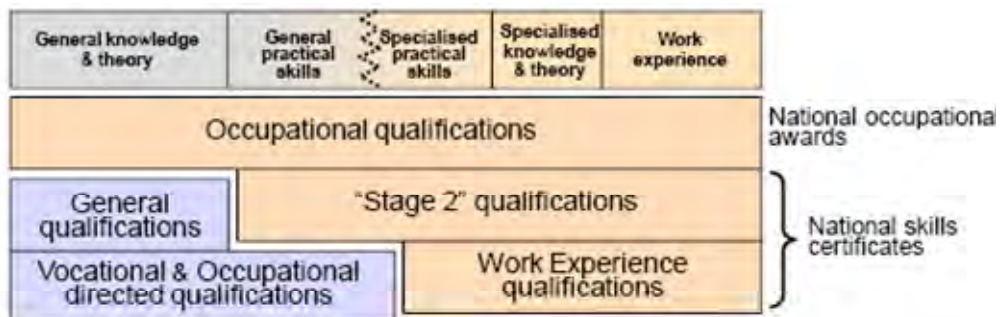 General knowledge
& theory
General
practical
skills
Specialised
practical
skills
Specialised
knowledge
& theory
Work
experience
Occupational qualifications
National occupational
awards
General
qualifications
"Stage 2" qualifications
National skills
certificates
Vocational & Occupational
directed qualifications
Work Experience
qualifications